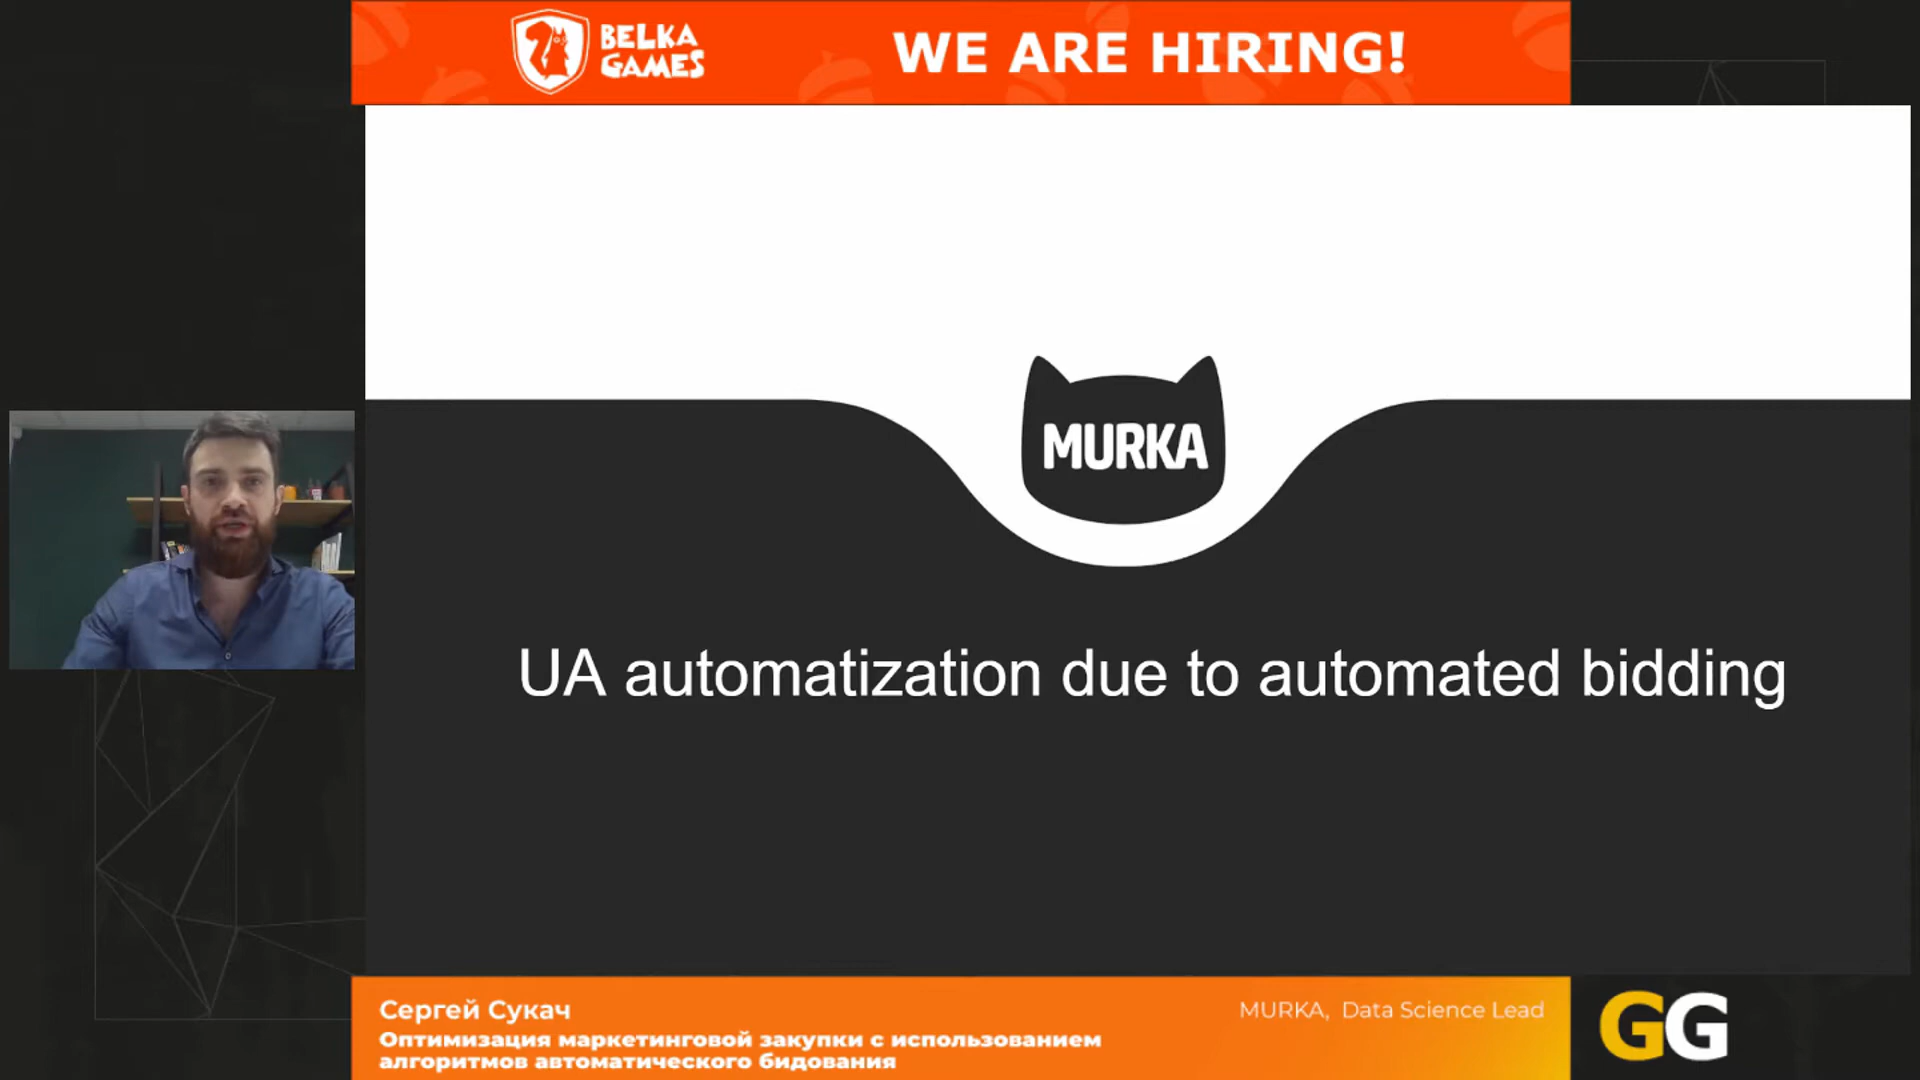 BELKA
GAMES
WE ARE HIRING!
MURKA
UA automatization due to automated bidding
Сергей Сукач
MURKA, Data Science Lead
Оптимизация маркетинговой закупки с использованием
алгоритмов автоматического бидования
GG